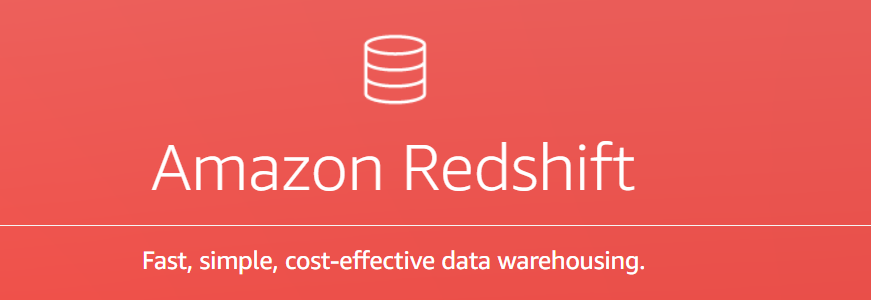 Amazon Redshift
Fast, simple, cost-effective data warehousing.